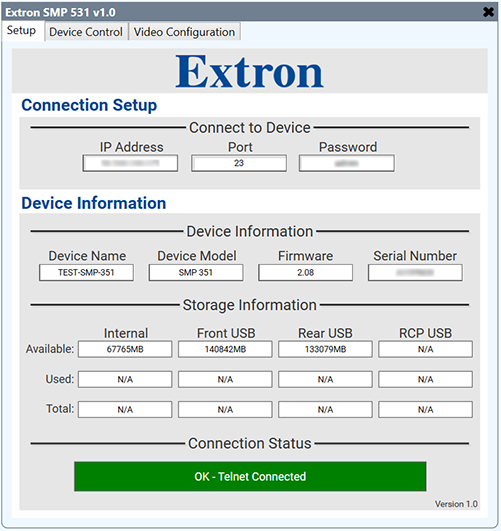 Extron SMP 531 v1.0
Setup Device Control Video Configuration
Extron
Connection Setup
Connect to Device
IP Address Port Password
23
Device Information
Device Information
Device Name Device Model Firmware Serial Number
TEST-SMP-351 SMP 351 2.08
Storage Information
Internal Front USB Rear USB RCP USB
Available: 67765MB 140842MB 133079MB N/A
Used: N/A N/A N/A N/A
Total: N/A N/A N/A N/A
Connection Status
OK - Telnet Connected
Version 1.0